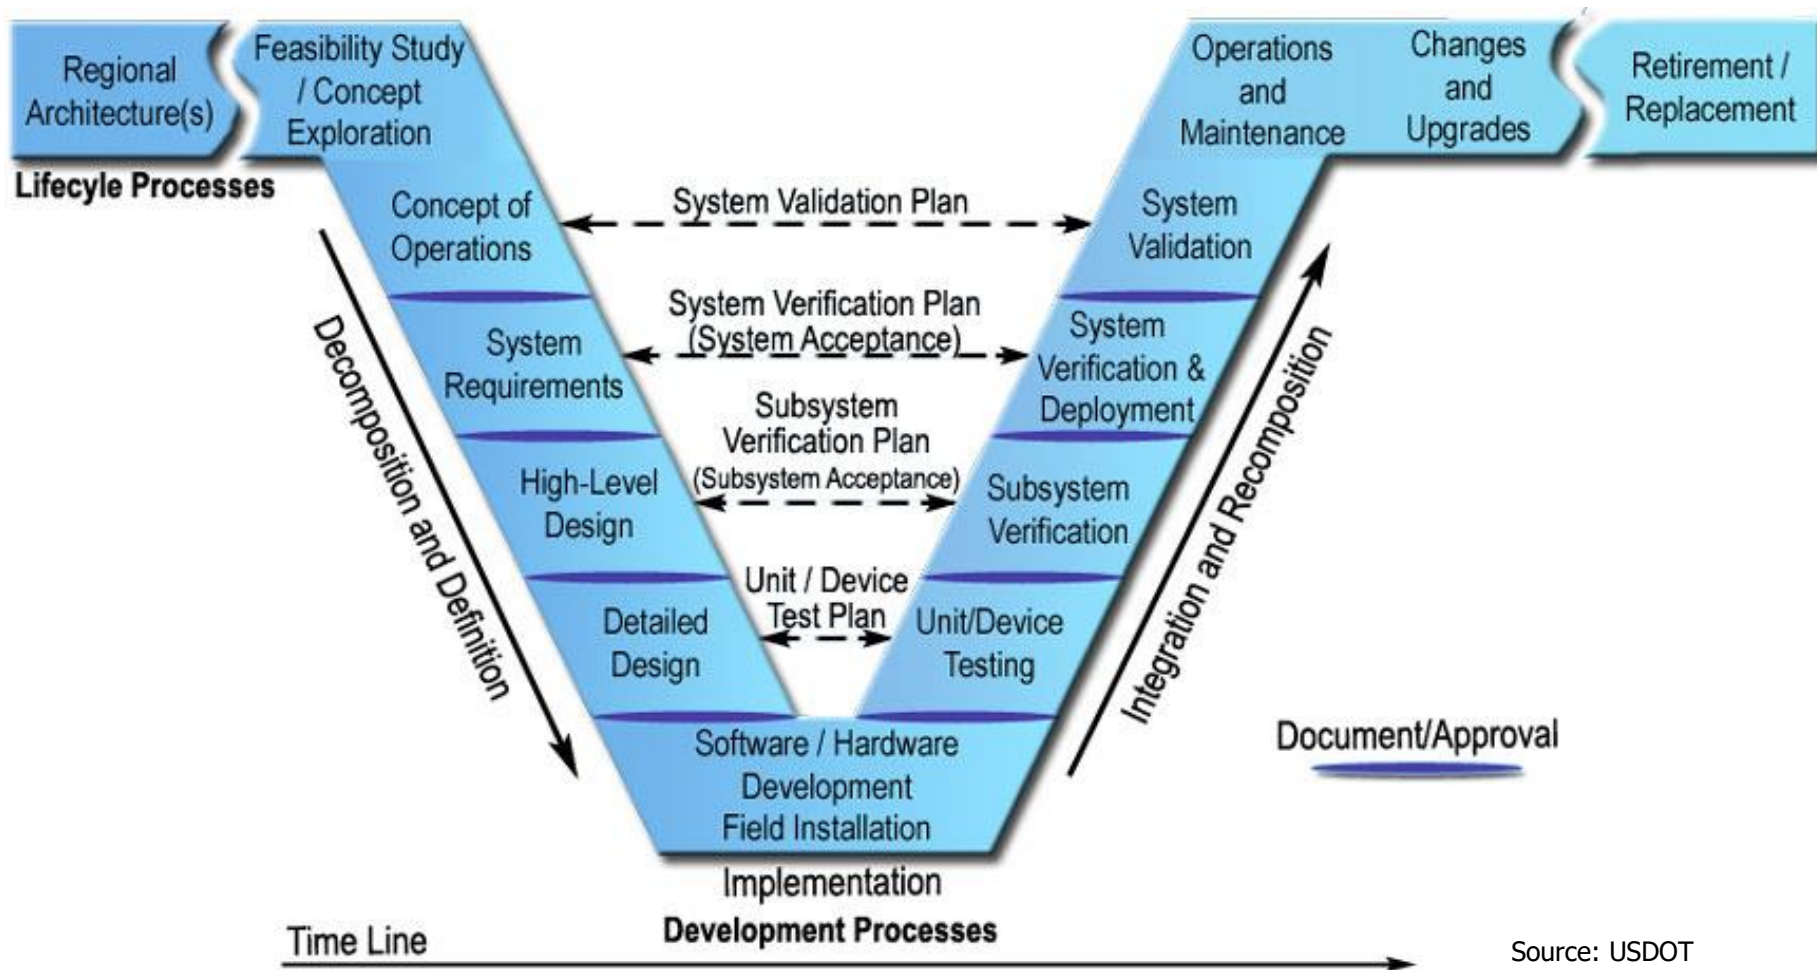 Regional
Architecture(s)
Feasibility Study
/ Concept
Exploration
Operations
and
Maintenance
Changes
and
Upgrades
Retirement /
Replacement
Lifecyle Processes
Concept of
Operations
System Validation Plan
System
Validation
Decomposition and Definition
System
Requirements
System Verification Plan
(System Acceptance)
System
Verification &
Deployment
Integration and Recomposition
High-Level
Design
Subsystem
Verification Plan
(Subsystem Acceptance)
Subsystem
Verification
Detailed
Design
Unit / Device
Test Plan
Unit/Device
Testing
Software / Hardware
Development
Field Installation
Document/Approval
Implementation
Development Processes
Time Line
Source: USDOT